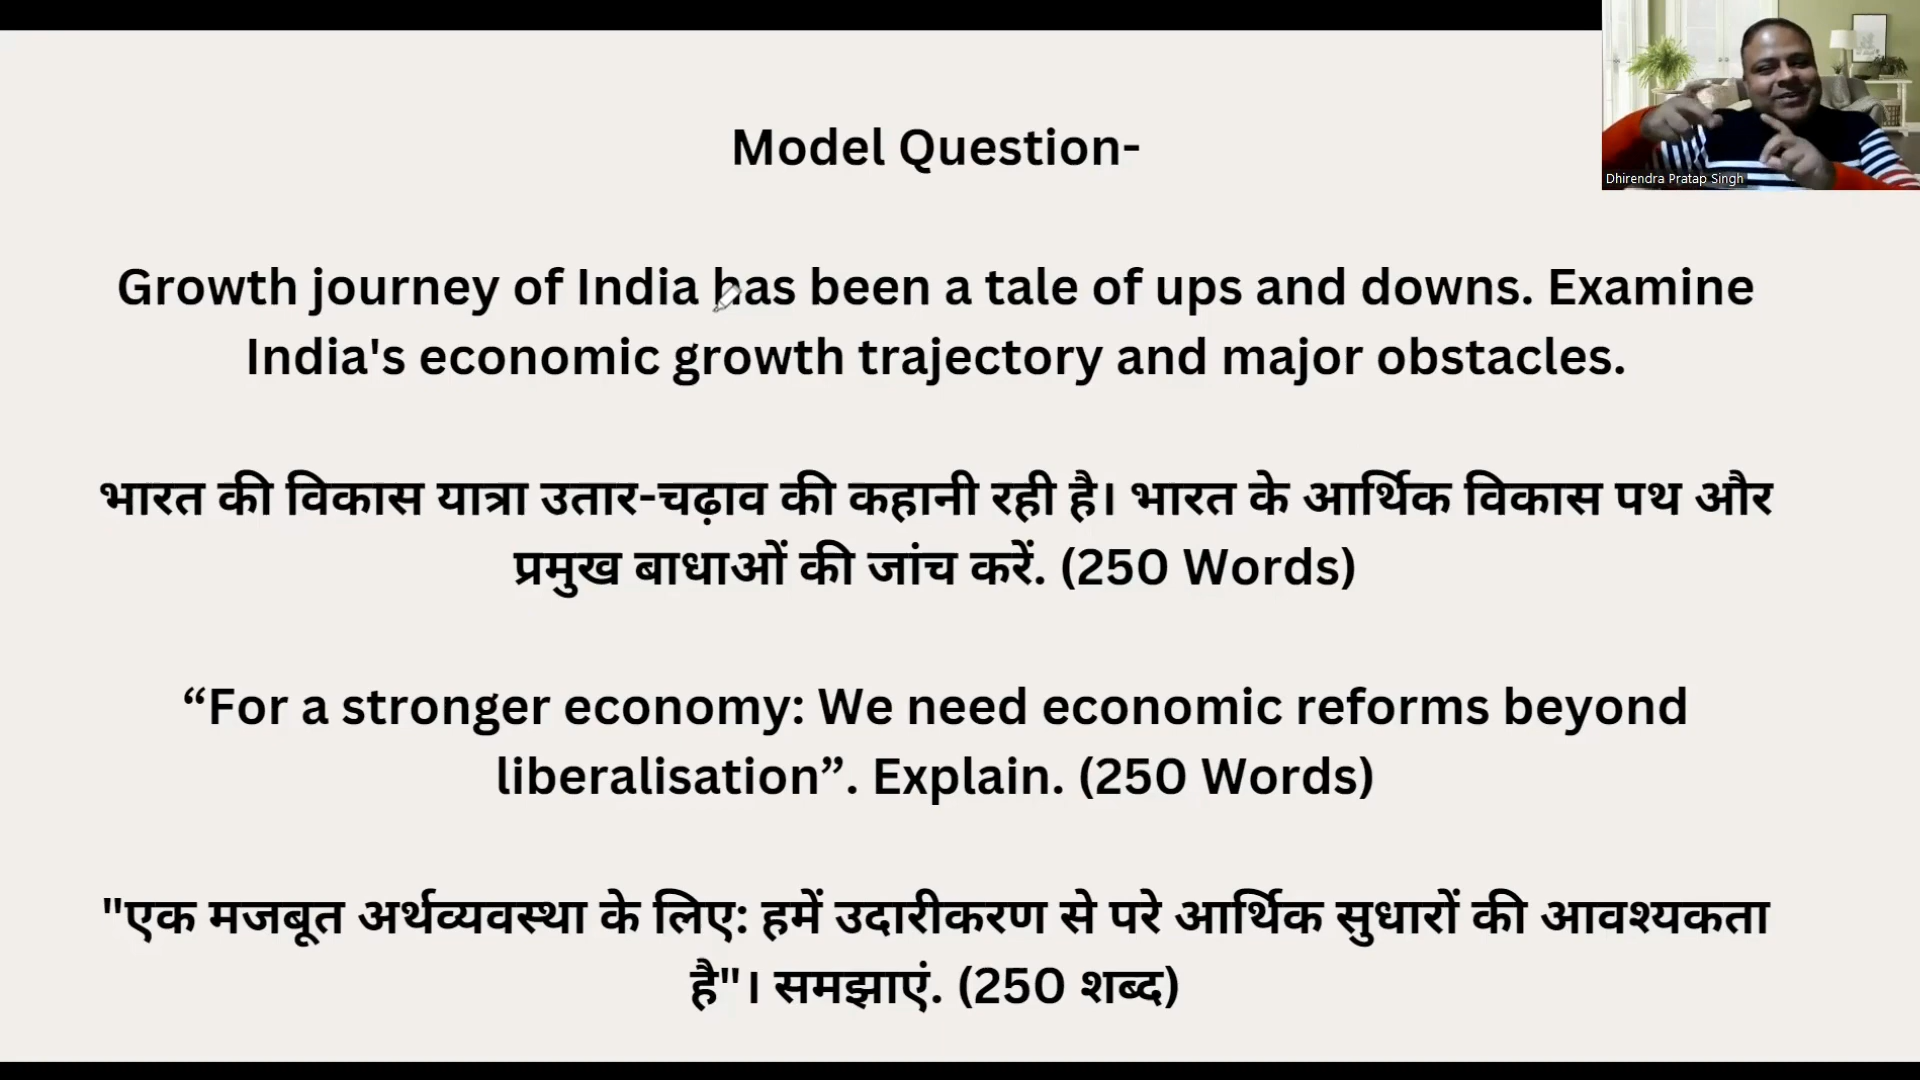 Dhirendra Pratap Singh
Model Question-
Growth journey of India has been a tale of ups and downs. Examine
India's economic growth trajectory and major obstacles.
भारत की विकास यात्रा उतार-चढ़ाव की कहानी रही है। भारत के आर्थिक विकास पथ और
प्रमुख बाधाओं की जांच करें. (250 Words)
“For a stronger economy: We need economic reforms beyond
liberalisation”. Explain. (250 Words)
"एक मजबूत अर्थव्यवस्था के लिए: हमें उदारीकरण से परे आर्थिक सुधारों की आवश्यकता
है"। समझाएं. (250 शब्द)